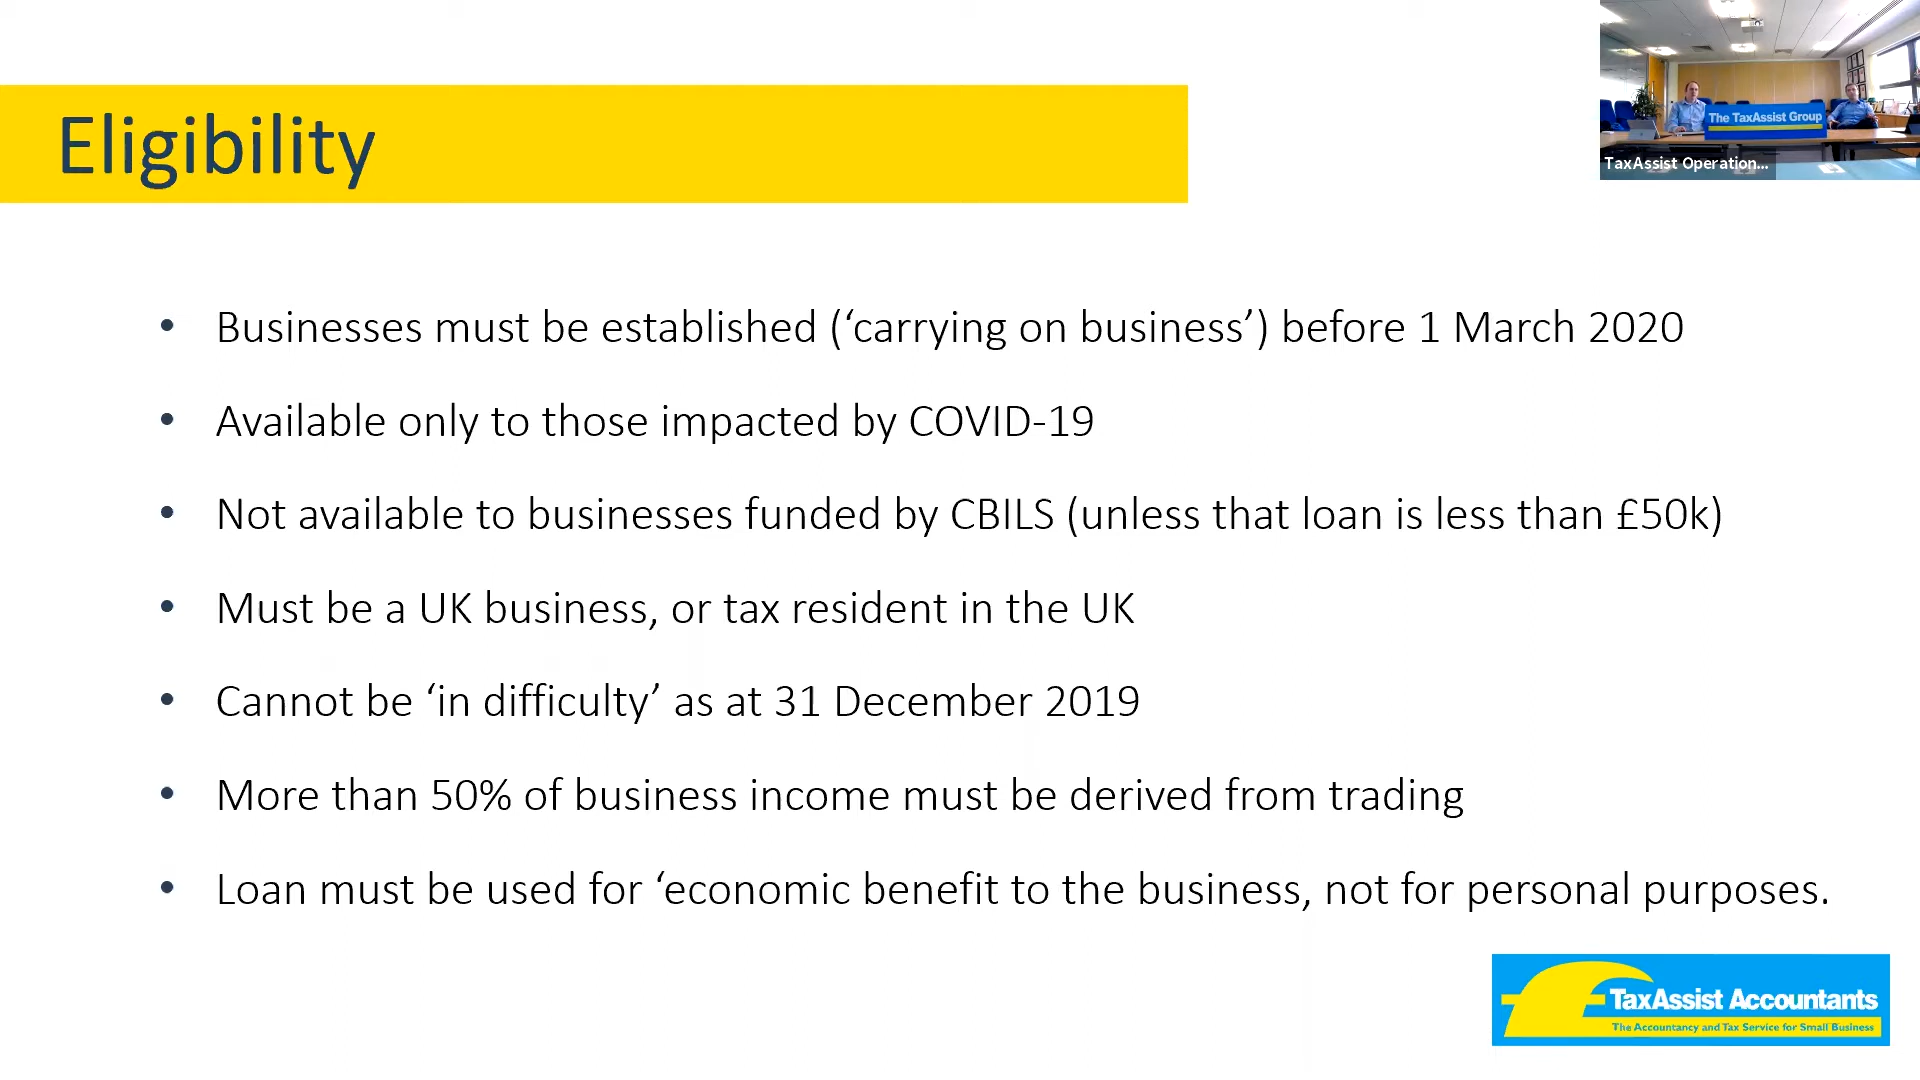 Eligibility
The TaxAssist Group
TaxAssist Operation...
• Businesses must be established (‘carrying on business’) before 1 March 2020
• Available only to those impacted by COVID-19
• Not available to businesses funded by CBILS (unless that loan is less than £50k)
• Must be a UK business, or tax resident in the UK
• Cannot be ‘in difficulty’ as at 31 December 2019
• More than 50% of business income must be derived from trading
• Loan must be used for ‘economic benefit to the business, not for personal purposes.
TaxAssist Accountants
The Accountancy and Tax Service for Small Business